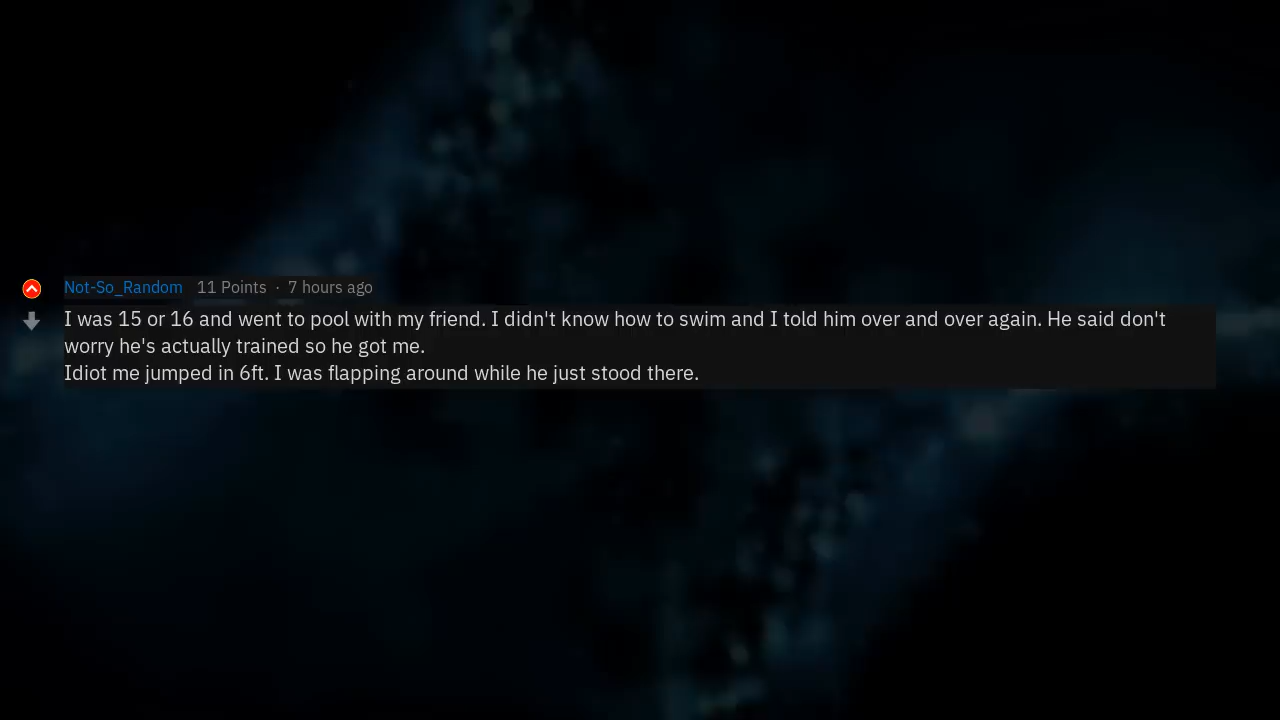 Not-So_Random 11 Points · 7 hours ago
I was 15 or 16 and went to pool with my friend. I didn't know how to swim and I told him over and over again. He said don't
worry he's actually trained so he got me.
Idiot me jumped in 6ft. I was flapping around while he just stood there.